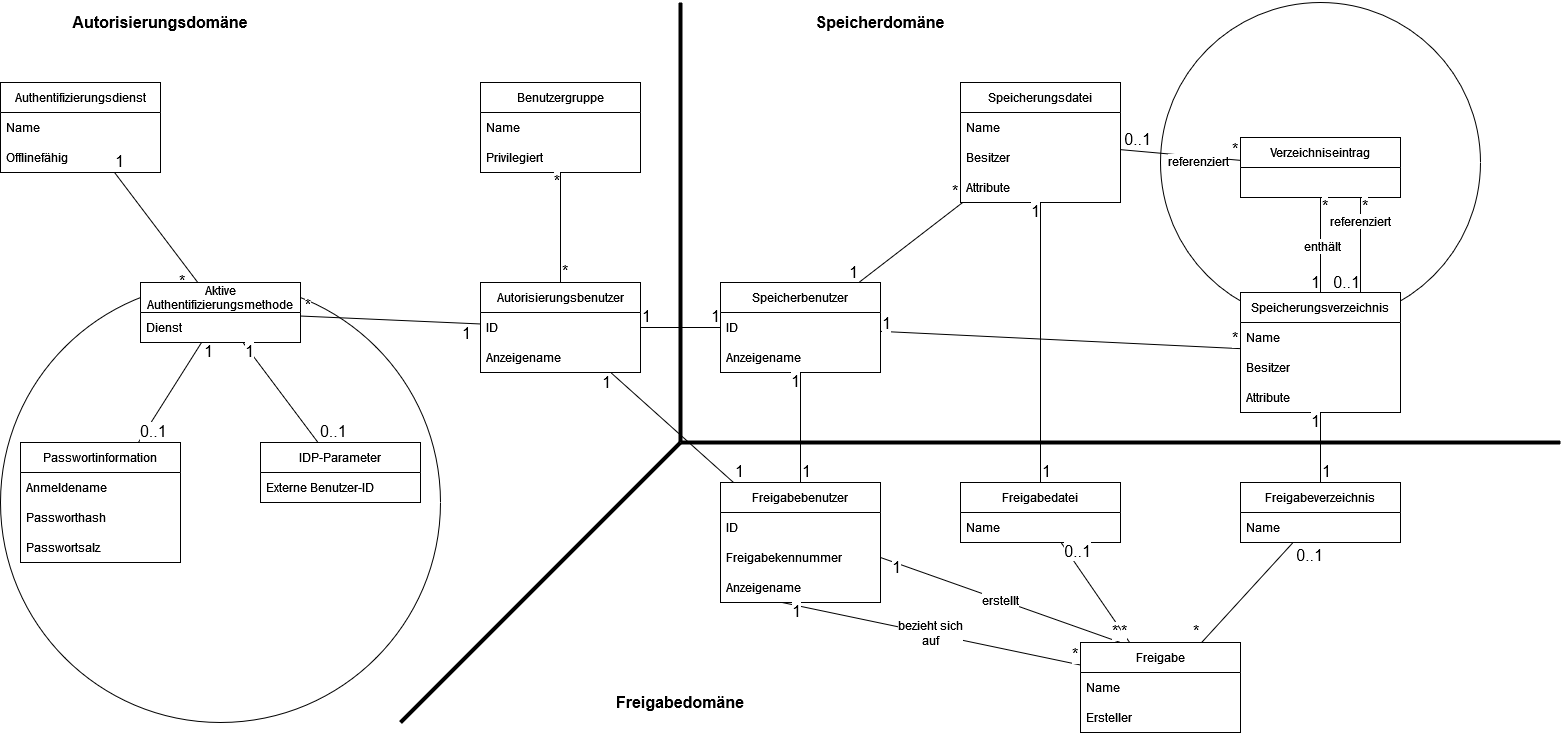 Autorisierungsdomäne
Speicherdomäne
Authentifizierungsdienst
Name
Offlinefähig
1
Benutzergruppe
Name
Privilegiert
*
*
Speicherungsdatei
Name
Besitzer
Attribute
0..1
referenziert
*
Verzeichniseintrag
*
*
referenziert
enthält
1
0..1
*
1
1
*
Aktive
Authentifizierungsmethode
Dienst
*
1
Autorisierungsbenutzer
ID
Anzeigename
1
1
Speicherbenutzer
ID
Anzeigename
1
*
Speicherungsverzeichnis
Name
Besitzer
Attribute
1
1
1
1
1
0..1
0..1
Passwortinformation
Anmeldename
Passworthash
Passwortsalz
IDP-Parameter
Externe Benutzer-ID
1
1
1
1
Freigabebenutzer
ID
Freigabekennummer
Anzeigename
Freigabedatei
Name
Freigabeverzeichnis
Name
0..1
0..1
1
erstellt
1
bezieht sich
auf
*
*
*
*
Freigabe
Name
Ersteller
Freigabedomäne